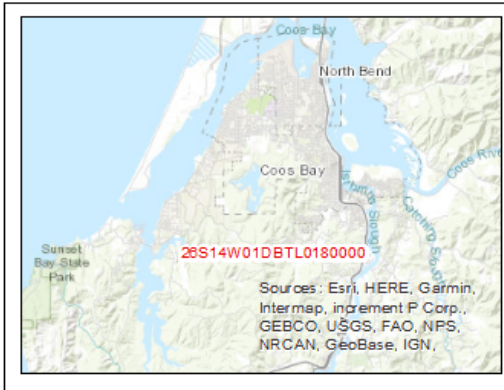 Coos Bay
North Bend
Coos River
Coos Bay
Isthmus Slough
Catching Slough
Sunset
Bay State
Park
26S14W01DBTL0180000
Sources: Esri, HERE, Garmin,
Intermap, increment P Corp.,
GEBCO, USGS, FAO, NPS,
NRCAN, GeoBase, IGN,